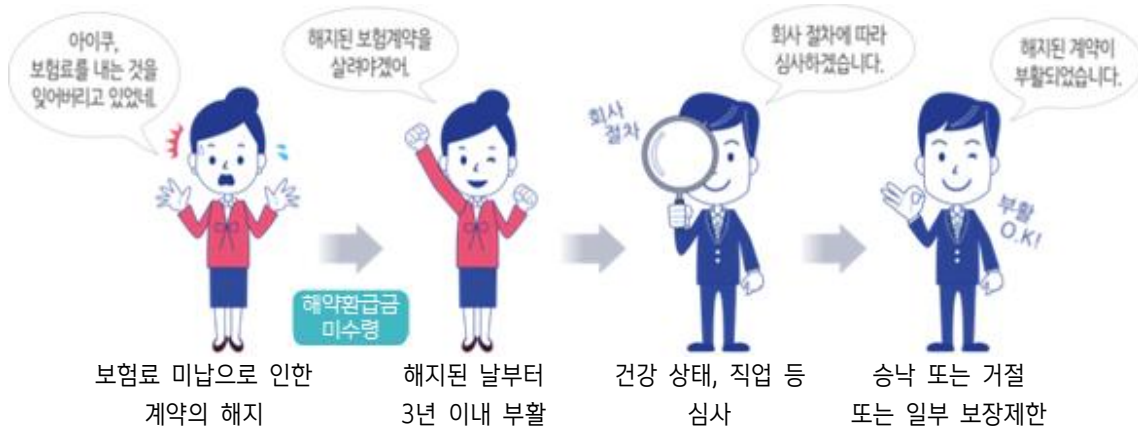 아이쿠,
보험료를 내는 것을
잊어버리고 있었네.
해지된 보험계약을
살려야겠어.
회사 절차에 따라
심사하겠습니다.
해지된 계약이
부활되었습니다.
회사
절차
부활
O.K!
해약환급금
미수령
보험료 미납으로 인한
계약의 해지
해지된 날부터
3년 이내 부활
건강 상태, 직업 등
심사
승낙 또는 거절
또는 일부 보장제한